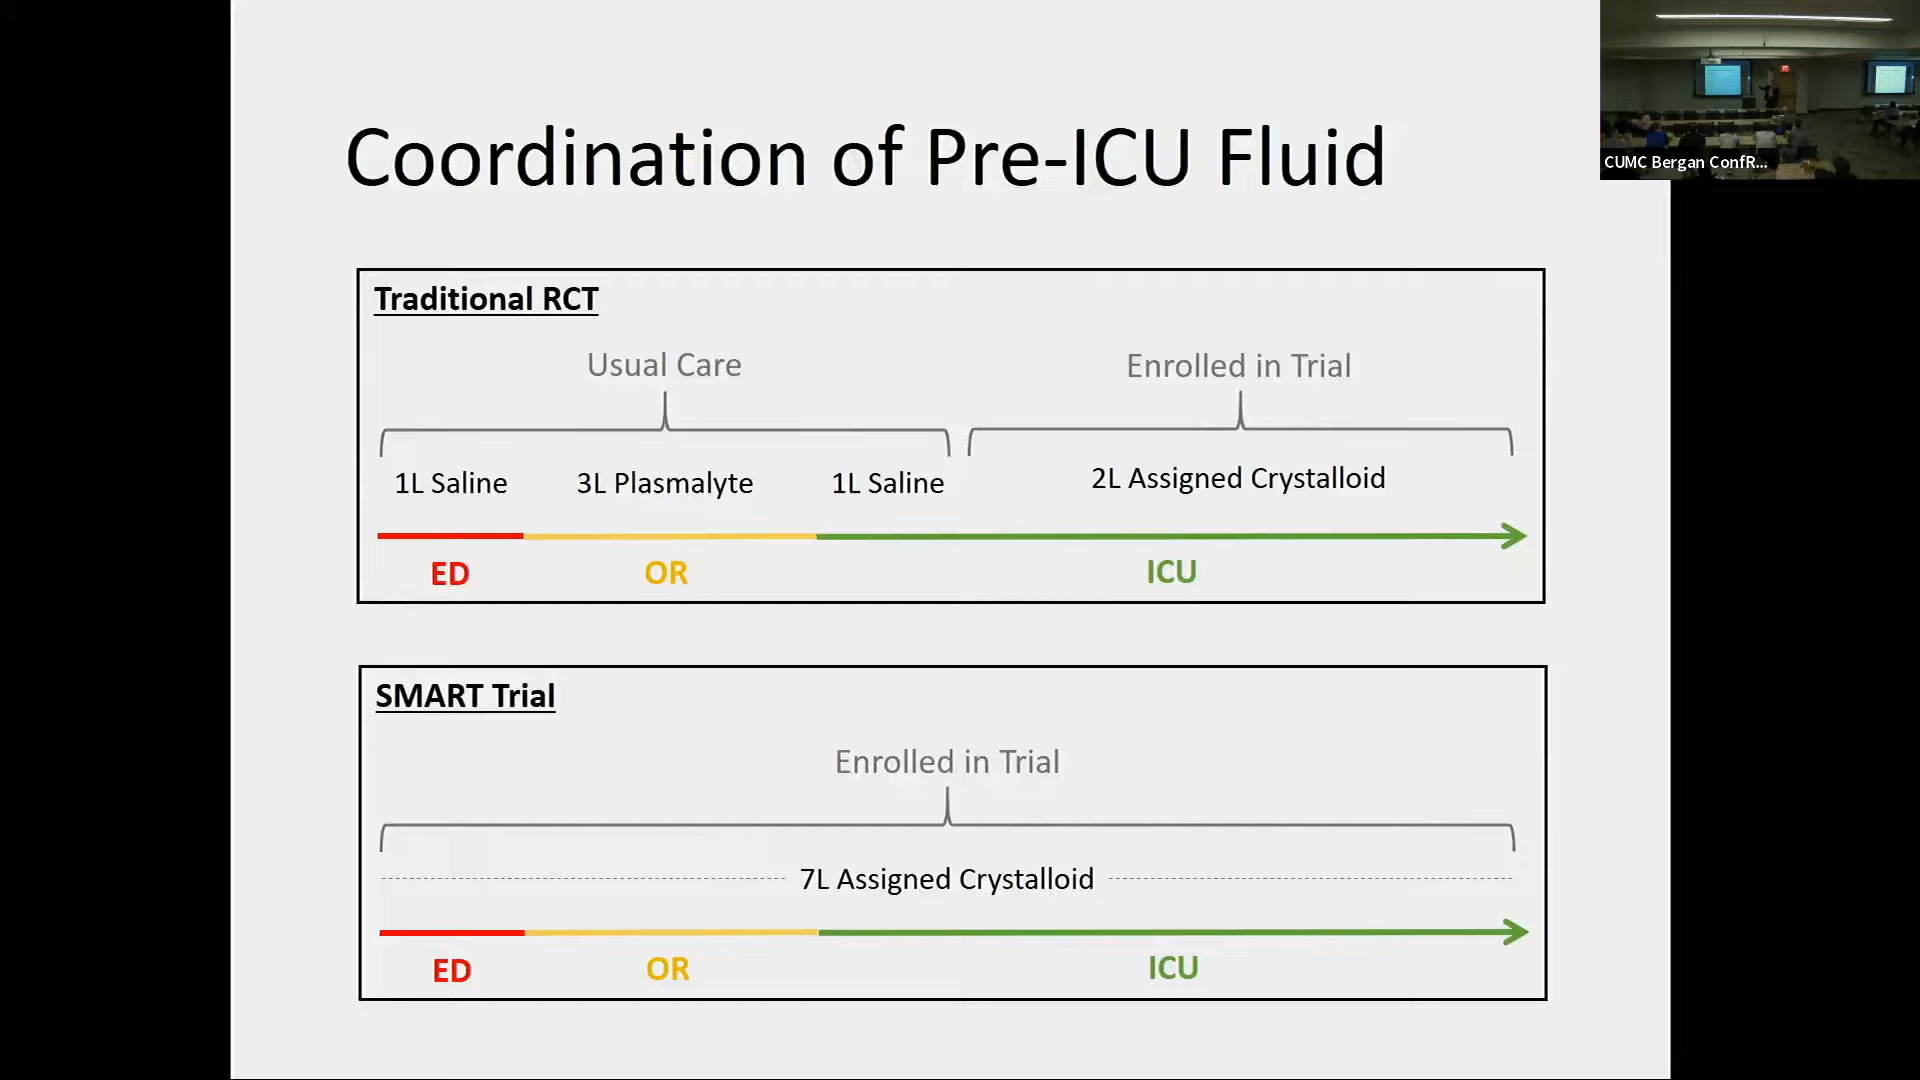 Coordination of Pre-ICU Fluid
CUMC Bergan ConfR...
Traditional RCT
Usual Care
Enrolled in Trial
1L Saline
3L Plasmalyte
1L Saline
2L Assigned Crystalloid
ED
OR
ICU
SMART Trial
Enrolled in Trial
7L Assigned Crystalloid
ED
OR
ICU